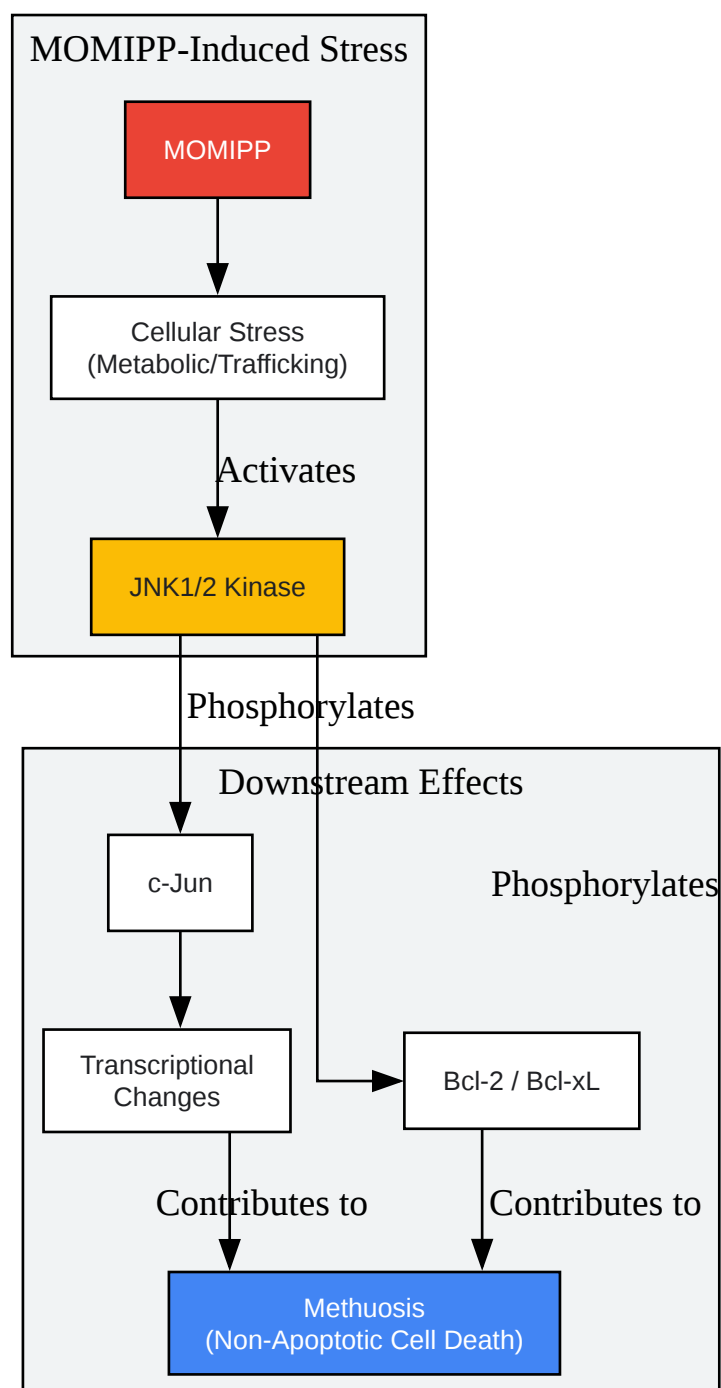 MOMIPP-Induced Stress
MOMIPP
Cellular Stress
(Metabolic/Trafficking)
Activates
JNK1/2 Kinase
Phosphorylates
Downstream Effects
c-Jun
Phosphorylates
Transcriptional
Changes
Bcl-2 / Bcl-xL
Contributes to
Contributes to
Methuosis
(Non-Apoptotic Cell Death)